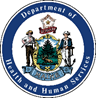 Department of
Health and Human Services